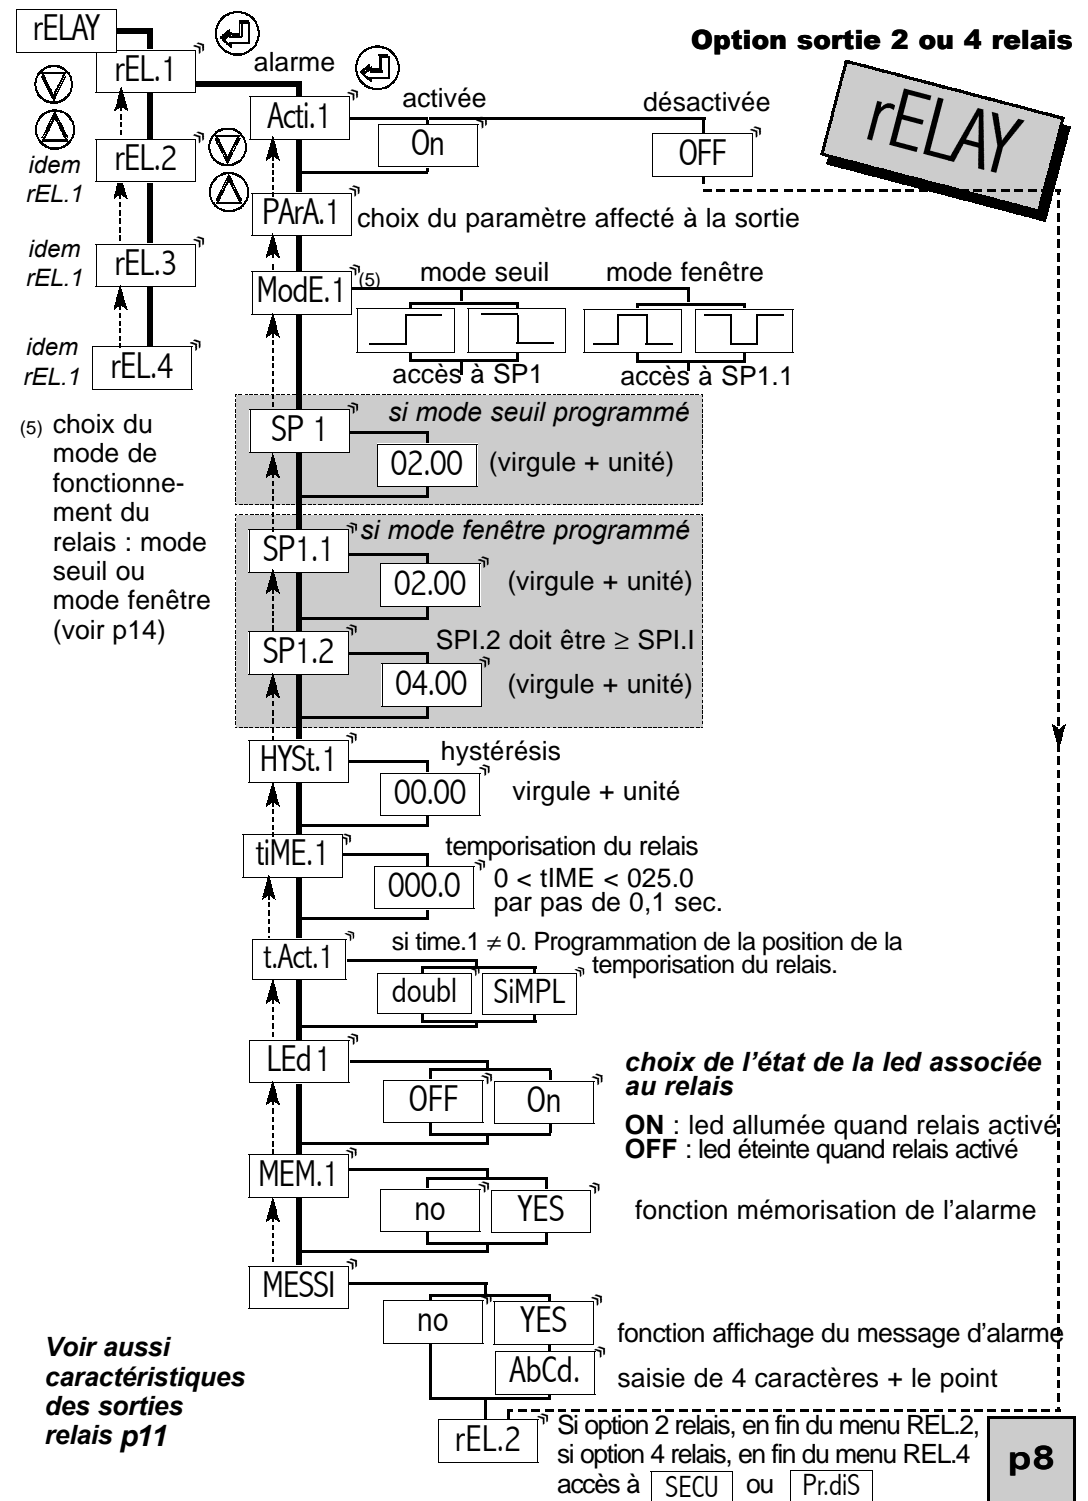 rELAY
Option sortie 2 ou 4 relais
rELAY
rEL.1
alarme
Acti.1
activée
On
désactivée
OFF
idem
rEL.1
rEL.2
PArA.1
choix du paramètre affecté à la sortie
idem
rEL.1
rEL.3
ModE.1
(5)
mode seuil
mode fenêtre
accès à SP1
accès à SP1.1
idem
rEL.1
rEL.4
(5) choix du
mode de
fonctionne-
ment du
relais : mode
seuil ou
mode fenêtre
(voir p14)
SP 1
si mode seuil programmé
02.00
(virgule + unité)
SP1.1
si mode fenêtre programmé
02.00
(virgule + unité)
SP1.2
SPI.2 doit être ≥ SPI.I
04.00
(virgule + unité)
HYSt.1
hystérésis
00.00
virgule + unité
tiME.1
temporisation du relais
000.0
0 < tIME < 025.0
par pas de 0,1 sec.
t.Act.1
si time.1 ≠ 0. Programmation de la position de la
temporisation du relais.
doubl
SiMPL
LEd 1
OFF
On
choix de l'état de la led associée
au relais
ON : led allumée quand relais activé
OFF : led éteinte quand relais activé
MEM.1
no
YES
fonction mémorisation de l'alarme
MESSI
no
YES
fonction affichage du message d'alarme
AbCd.
saisie de 4 caractères + le point
Voir aussi
caractéristiques
des sorties
relais p11
rEL.2
Si option 2 relais, en fin du menu REL.2,
si option 4 relais, en fin du menu REL.4
accès à SECU ou Pr.diS
p8